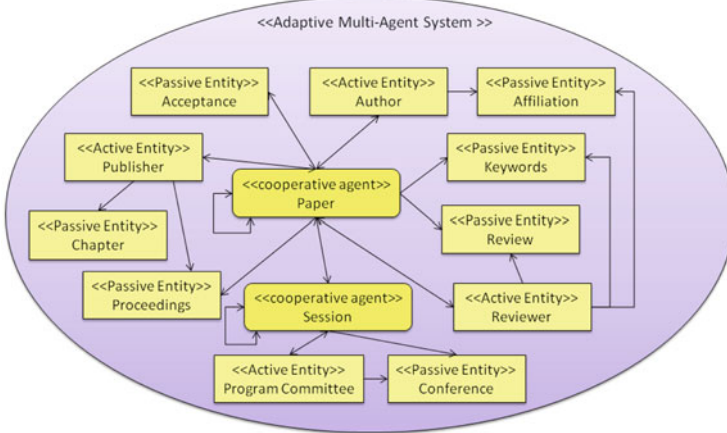 <<Adaptive Multi-Agent System >>
<<Passive Entity>>
Acceptance
<<Active Entity>>
Author
<<Passive Entity>>
Affiliation
<<Active Entity>>
Publisher
<<Passive Entity>>
Keywords
<<cooperative agent>>
Paper
<<Passive Entity>>
Chapter
<<Passive Entity>>
Review
<<Passive Entity>>
Proceedings
<<cooperative agent>>
Session
<<Active Entity>>
Reviewer
<<Active Entity>>
Program Committee
<<Passive Entity>>
Conference